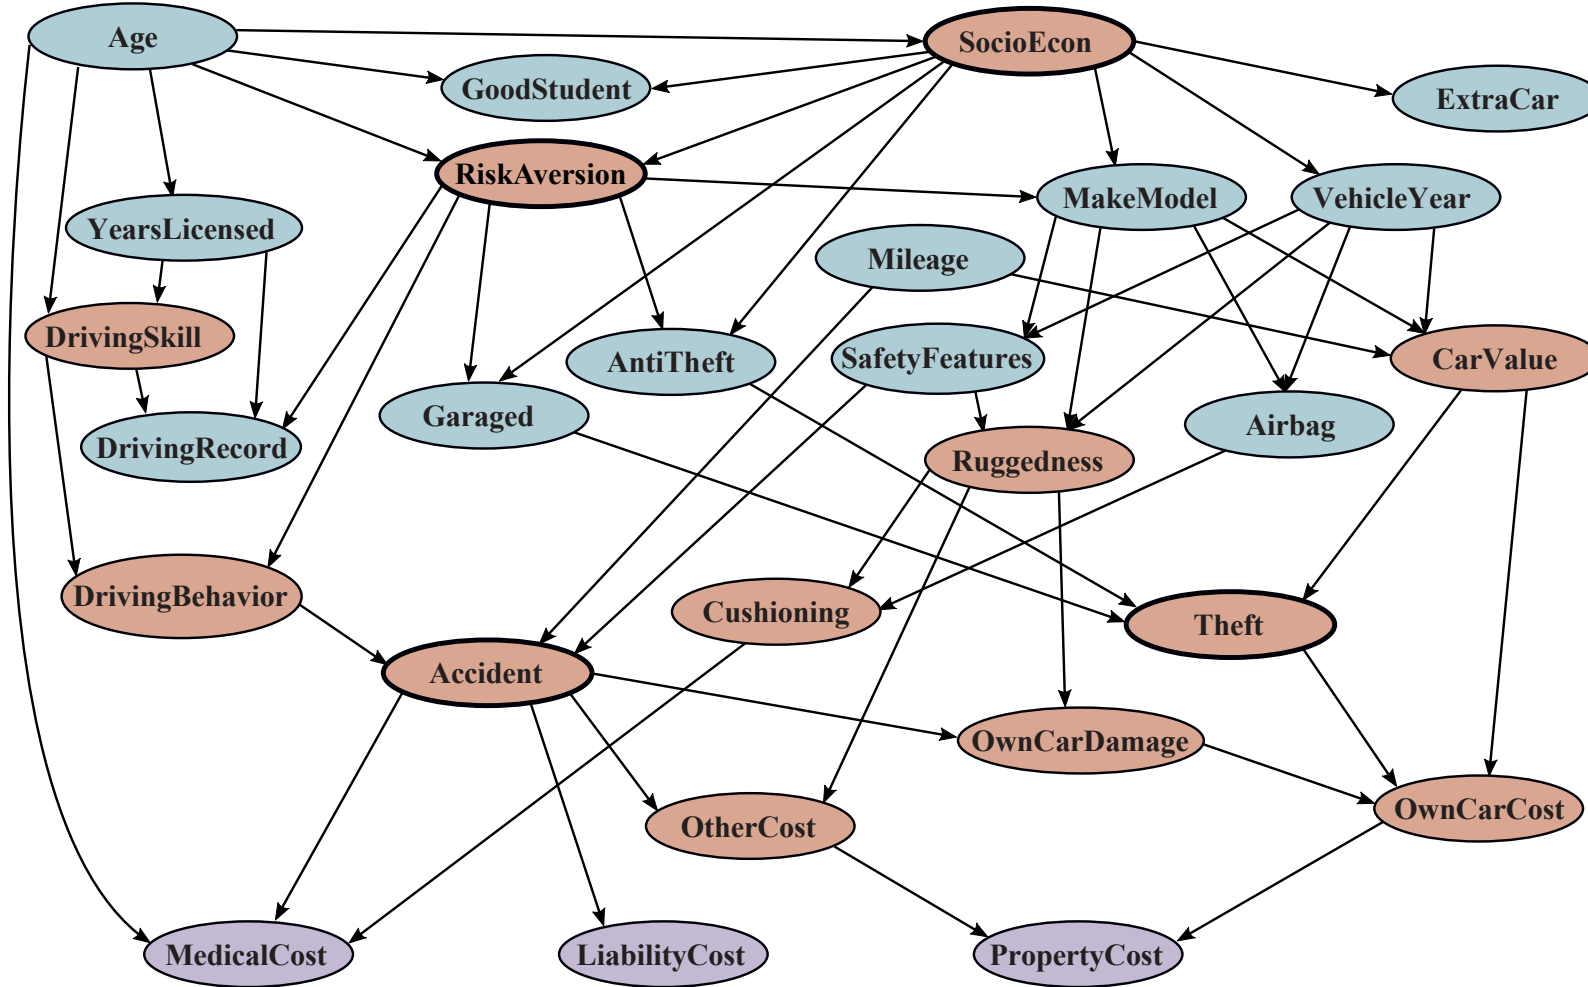 Age
SocioEcon
GoodStudent
ExtraCar
RiskAversion
MakeModel
VehicleYear
YearsLicensed
Mileage
DrivingSkill
AntiTheft
SafetyFeatures
CarValue
Garaged
Airbag
DrivingRecord
Ruggedness
DrivingBehavior
Cushioning
Theft
Accident
OwnCarDamage
OtherCost
OwnCarCost
MedicalCost
LiabilityCost
PropertyCost